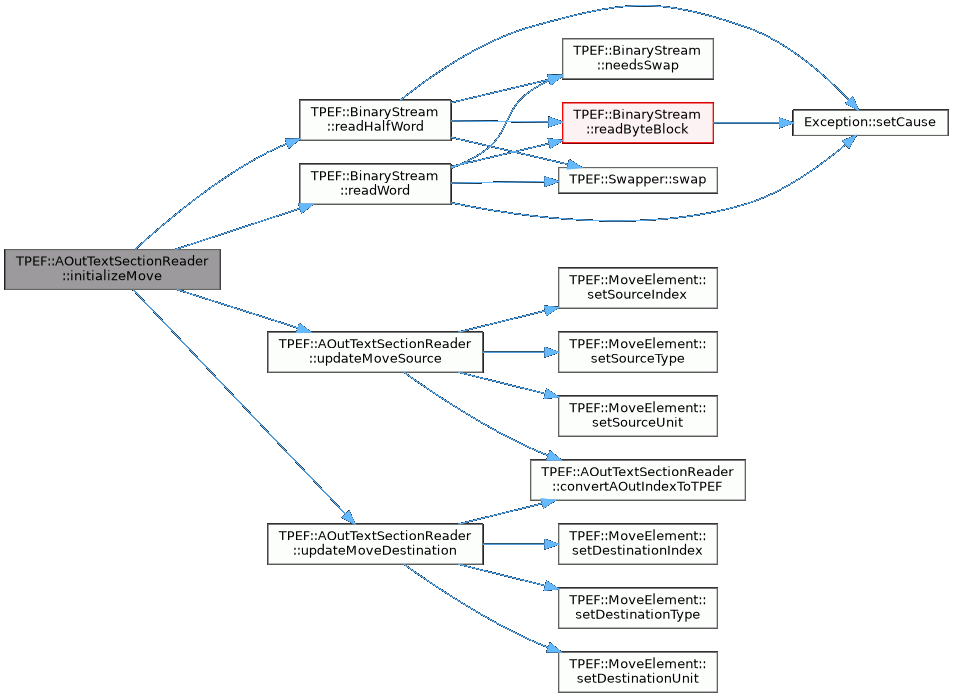 TPEF::BinaryStream
::needsSwap
TPEF::BinaryStream
::readHalfWord
TPEF::BinaryStream
::readByteBlock
Exception::setCause
TPEF::BinaryStream
::readWord
TPEF::Swapper::swap
TPEF::AOutTextSectionReader
::initializeMove
TPEF::MoveElement::
setSourceIndex
TPEF::AOutTextSectionReader
::updateMoveSource
TPEF::MoveElement::
setSourceType
TPEF::MoveElement::
setSourceUnit
TPEF::AOutTextSectionReader
::convertAOutIndexToTPEF
TPEF::AOutTextSectionReader
::updateMoveDestination
TPEF::MoveElement::
setDestinationIndex
TPEF::MoveElement::
setDestinationType
TPEF::MoveElement::
setDestinationUnit